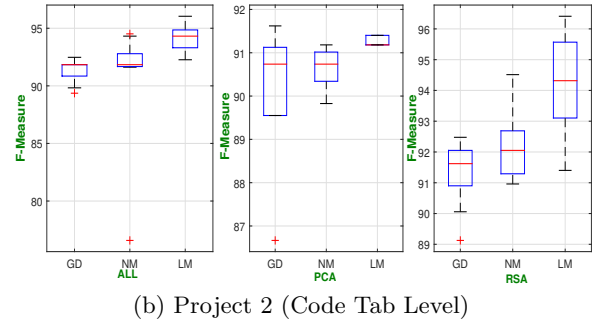 F-Measure
95
90
85
80
GD NM LM
ALL
F-Measure
92
91
90
89
88
87
GD NM LM
PCA
F-Measure
96
95
94
93
92
91
90
89
GD NM LM
RSA
(b) Project 2 (Code Tab Level)